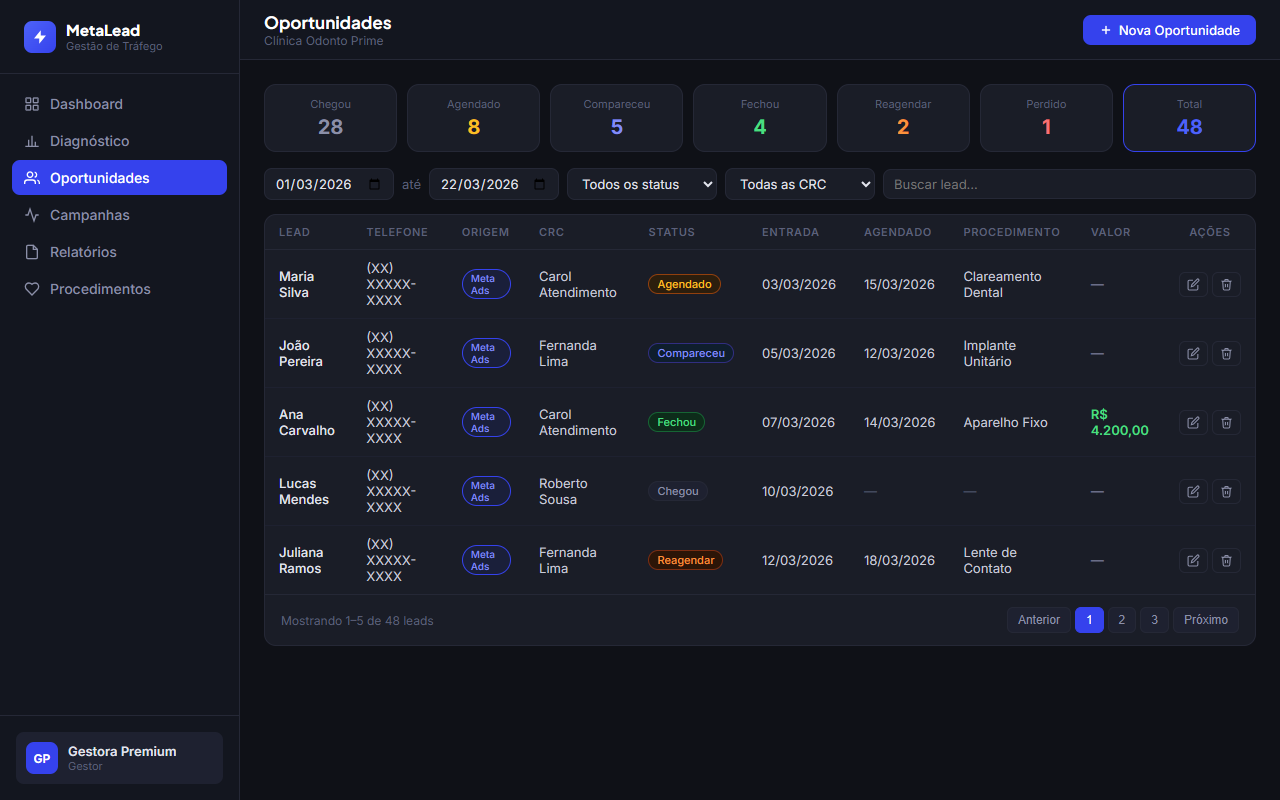 MetaLead
Gestão de Tráfego
Dashboard
Diagnóstico
Oportunidades
Campanhas
Relatórios
Procedimentos
GP
Gestora Premium
Gestor
Oportunidades
Clínica Odonto Prime
+ Nova Oportunidade
Chegou
28
Agendado
8
Compareceu
5
Fechou
4
Reagendar
2
Perdido
1
Total
48
01/03/2026 até 22/03/2026 Todos os status Todas as CRC Buscar lead...
LEAD TELEFONE ORIGEM CRC STATUS ENTRADA AGENDADO PROCEDIMENTO VALOR AÇÕES
Maria
Silva
(XX)
XXXXX-
XXXX
Meta
Ads
Carol
Atendimento
Agendado
03/03/2026
15/03/2026
Clareamento
Dental
—
João
Pereira
(XX)
XXXXX-
XXXX
Meta
Ads
Fernanda
Lima
Compareceu
05/03/2026
12/03/2026
Implante
Unitário
—
Ana
Carvalho
(XX)
XXXXX-
XXXX
Meta
Ads
Carol
Atendimento
Fechou
07/03/2026
14/03/2026
Aparelho Fixo
R$
4.200,00
Lucas
Mendes
(XX)
XXXXX-
XXXX
Meta
Ads
Roberto
Sousa
Chegou
10/03/2026
—
—
—
Juliana
Ramos
(XX)
XXXXX-
XXXX
Meta
Ads
Fernanda
Lima
Reagendar
12/03/2026
18/03/2026
Lente de
Contato
—
Mostrando 1–5 de 48 leads
Anterior 1 2 3 Próximo